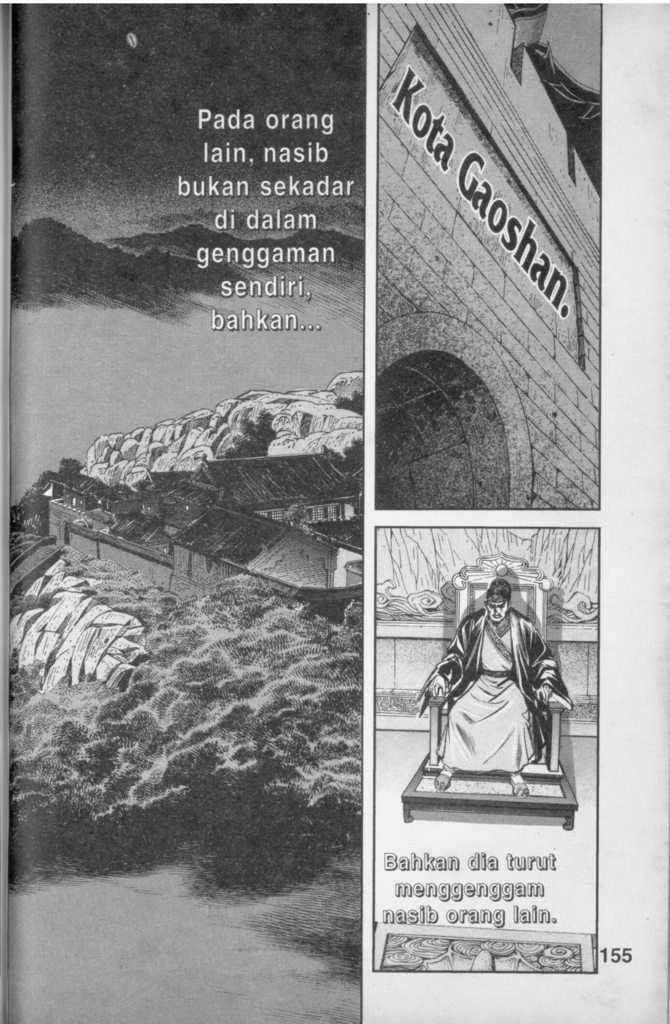 Pada orang
lain, nasib
bukan sekadar
di dalam
genggaman
sendiri,
bahkan...
Kota Gaoshan.
Bahkan dia turut
menggenggam
nasib orang lain.
155